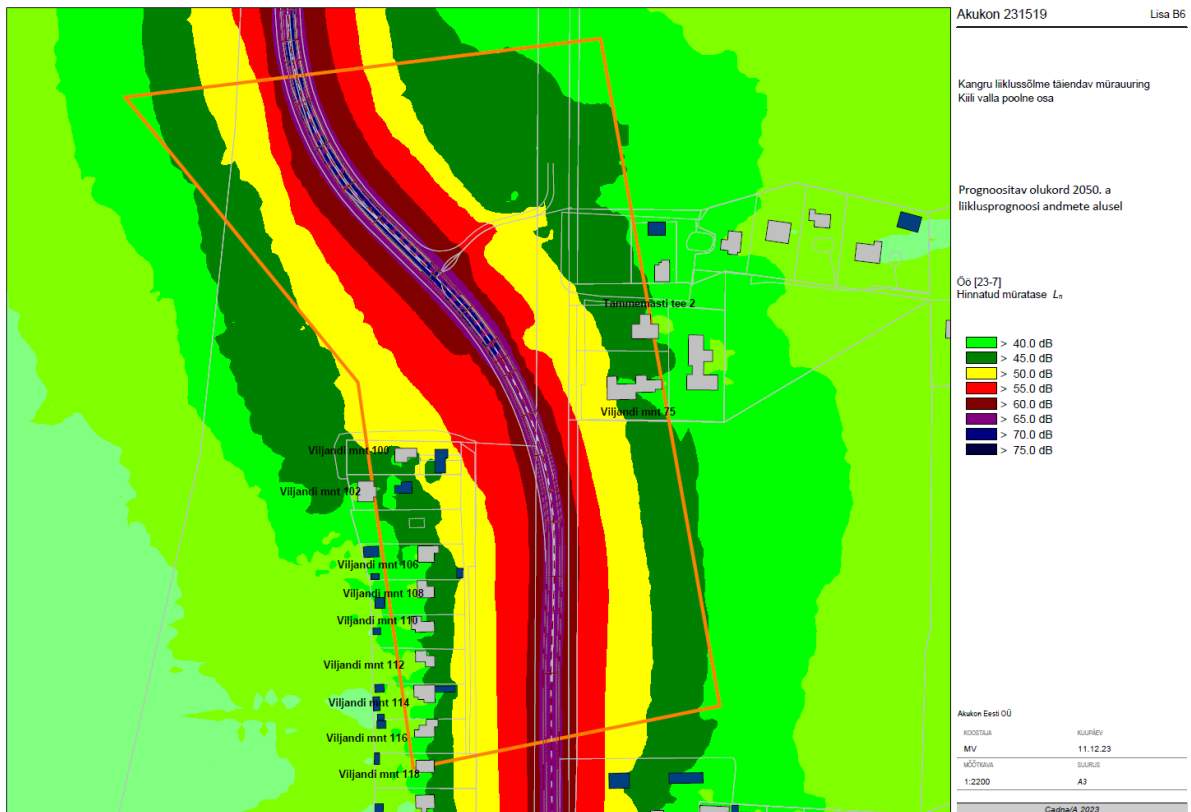 Akukon 231519 Lisa B6
Kangru liiklussõlme täiendav mürauuring
Kiili valla poolne osa
Prognoositav olukord 2050. a
liiklusprognoosi andmete alusel
Öö [23-7]
Hinnatud müratase Ln
> 40.0 dB
> 45.0 dB
> 50.0 dB
> 55.0 dB
> 60.0 dB
> 65.0 dB
> 70.0 dB
> 75.0 dB
Tammemästi tee 2
Viljandi mnt 75
Viljandi mnt 100
Viljandi mnt 102
Viljandi mnt 106
Viljandi mnt 108
Viljandi mnt 110
Viljandi mnt 112
Viljandi mnt 114
Viljandi mnt 116
Viljandi mnt 118
Akukon Eesti OÜ
KOOSTAJA KUUPÄEV
MV 11.12.23
MÕÕTKAVA SUURUS
1:2200 A3
CadnaA 2023